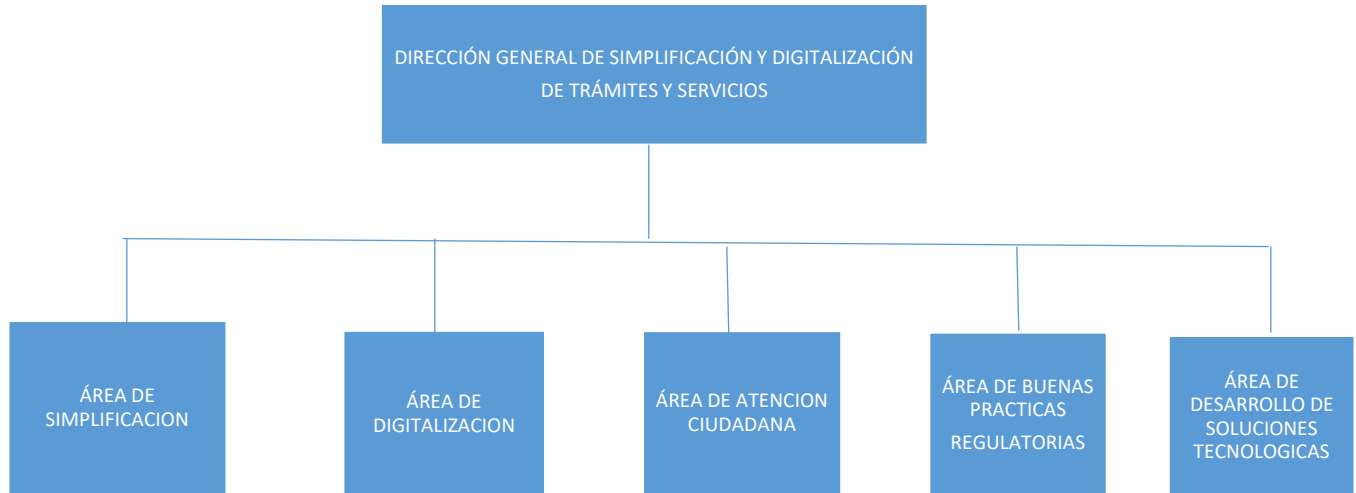 DIRECCIÓN GENERAL DE SIMPLIFICACIÓN Y DIGITALIZACIÓN
DE TRÁMITES Y SERVICIOS
ÁREA DE
SIMPLIFICACION
ÁREA DE
DIGITALIZACION
ÁREA DE ATENCION
CIUDADANA
ÁREA DE BUENAS
PRACTICAS
REGULATORIAS
ÁREA DE
DESARROLLO DE
SOLUCIONES
TECNOLOGICAS